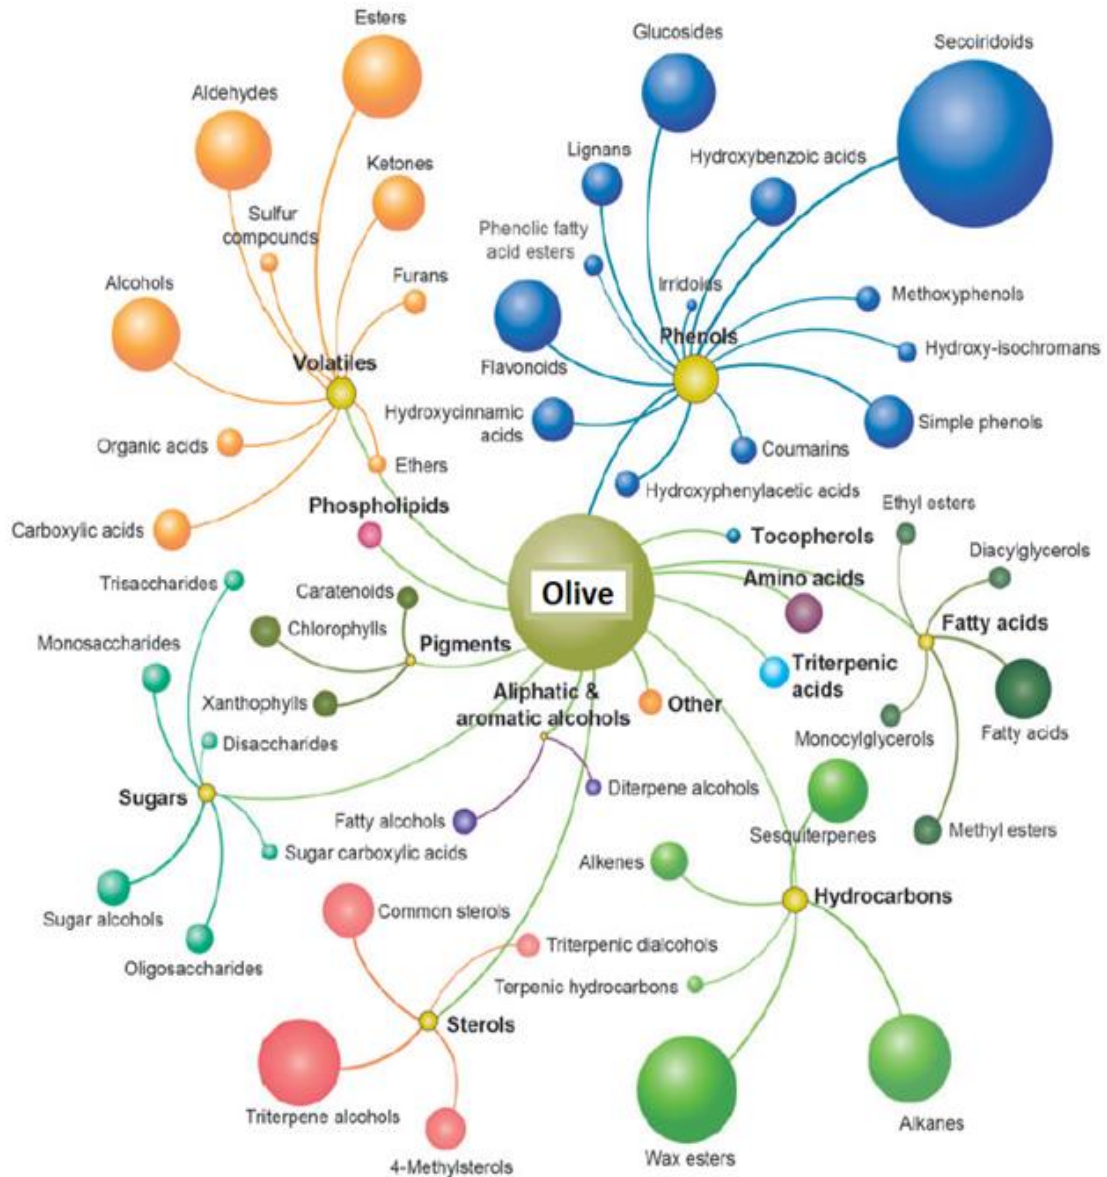 Esters
Glucosides
Secoiridoids
Aldehydes
Lignans
Hydroxybenzoic acids
Ketones
Sulfur
compounds
Phenolic fatty
acid esters
Alcohols
Furans
Irridoids
Methoxyphenols
Phenols
Volatiles
Flavonoids
Hydroxy-isochromans
Hydroxycinnamic
acids
Simple phenols
Organic acids
Ethers
Coumarins
Hydroxyphenylacetic acids
Phospholipids
Carboxylic acids
Ethyl esters
Tocopherols
Diacylglycerols
Trisaccharides
Caratenoids
Olive
Amino acids
Chlorophylls
Fatty acids
Monosaccharides
Pigments
Triterpenic
acids
Xanthophylls
Aliphatic &
aromatic alcohols
Other
Fatty acids
Monocylglycerols
Disaccharides
Sugars
Diterpene alcohols
Fatty alcohols
Sesquiterpenes
Methyl esters
Sugar carboxylic acids
Alkenes
Hydrocarbons
Sugar alcohols
Common sterols
Triterpenic dialcohols
Oligosaccharides
Terpenic hydrocarbons
Sterols
Triterpene alcohols
Alkanes
4-Methylsterols
Wax esters